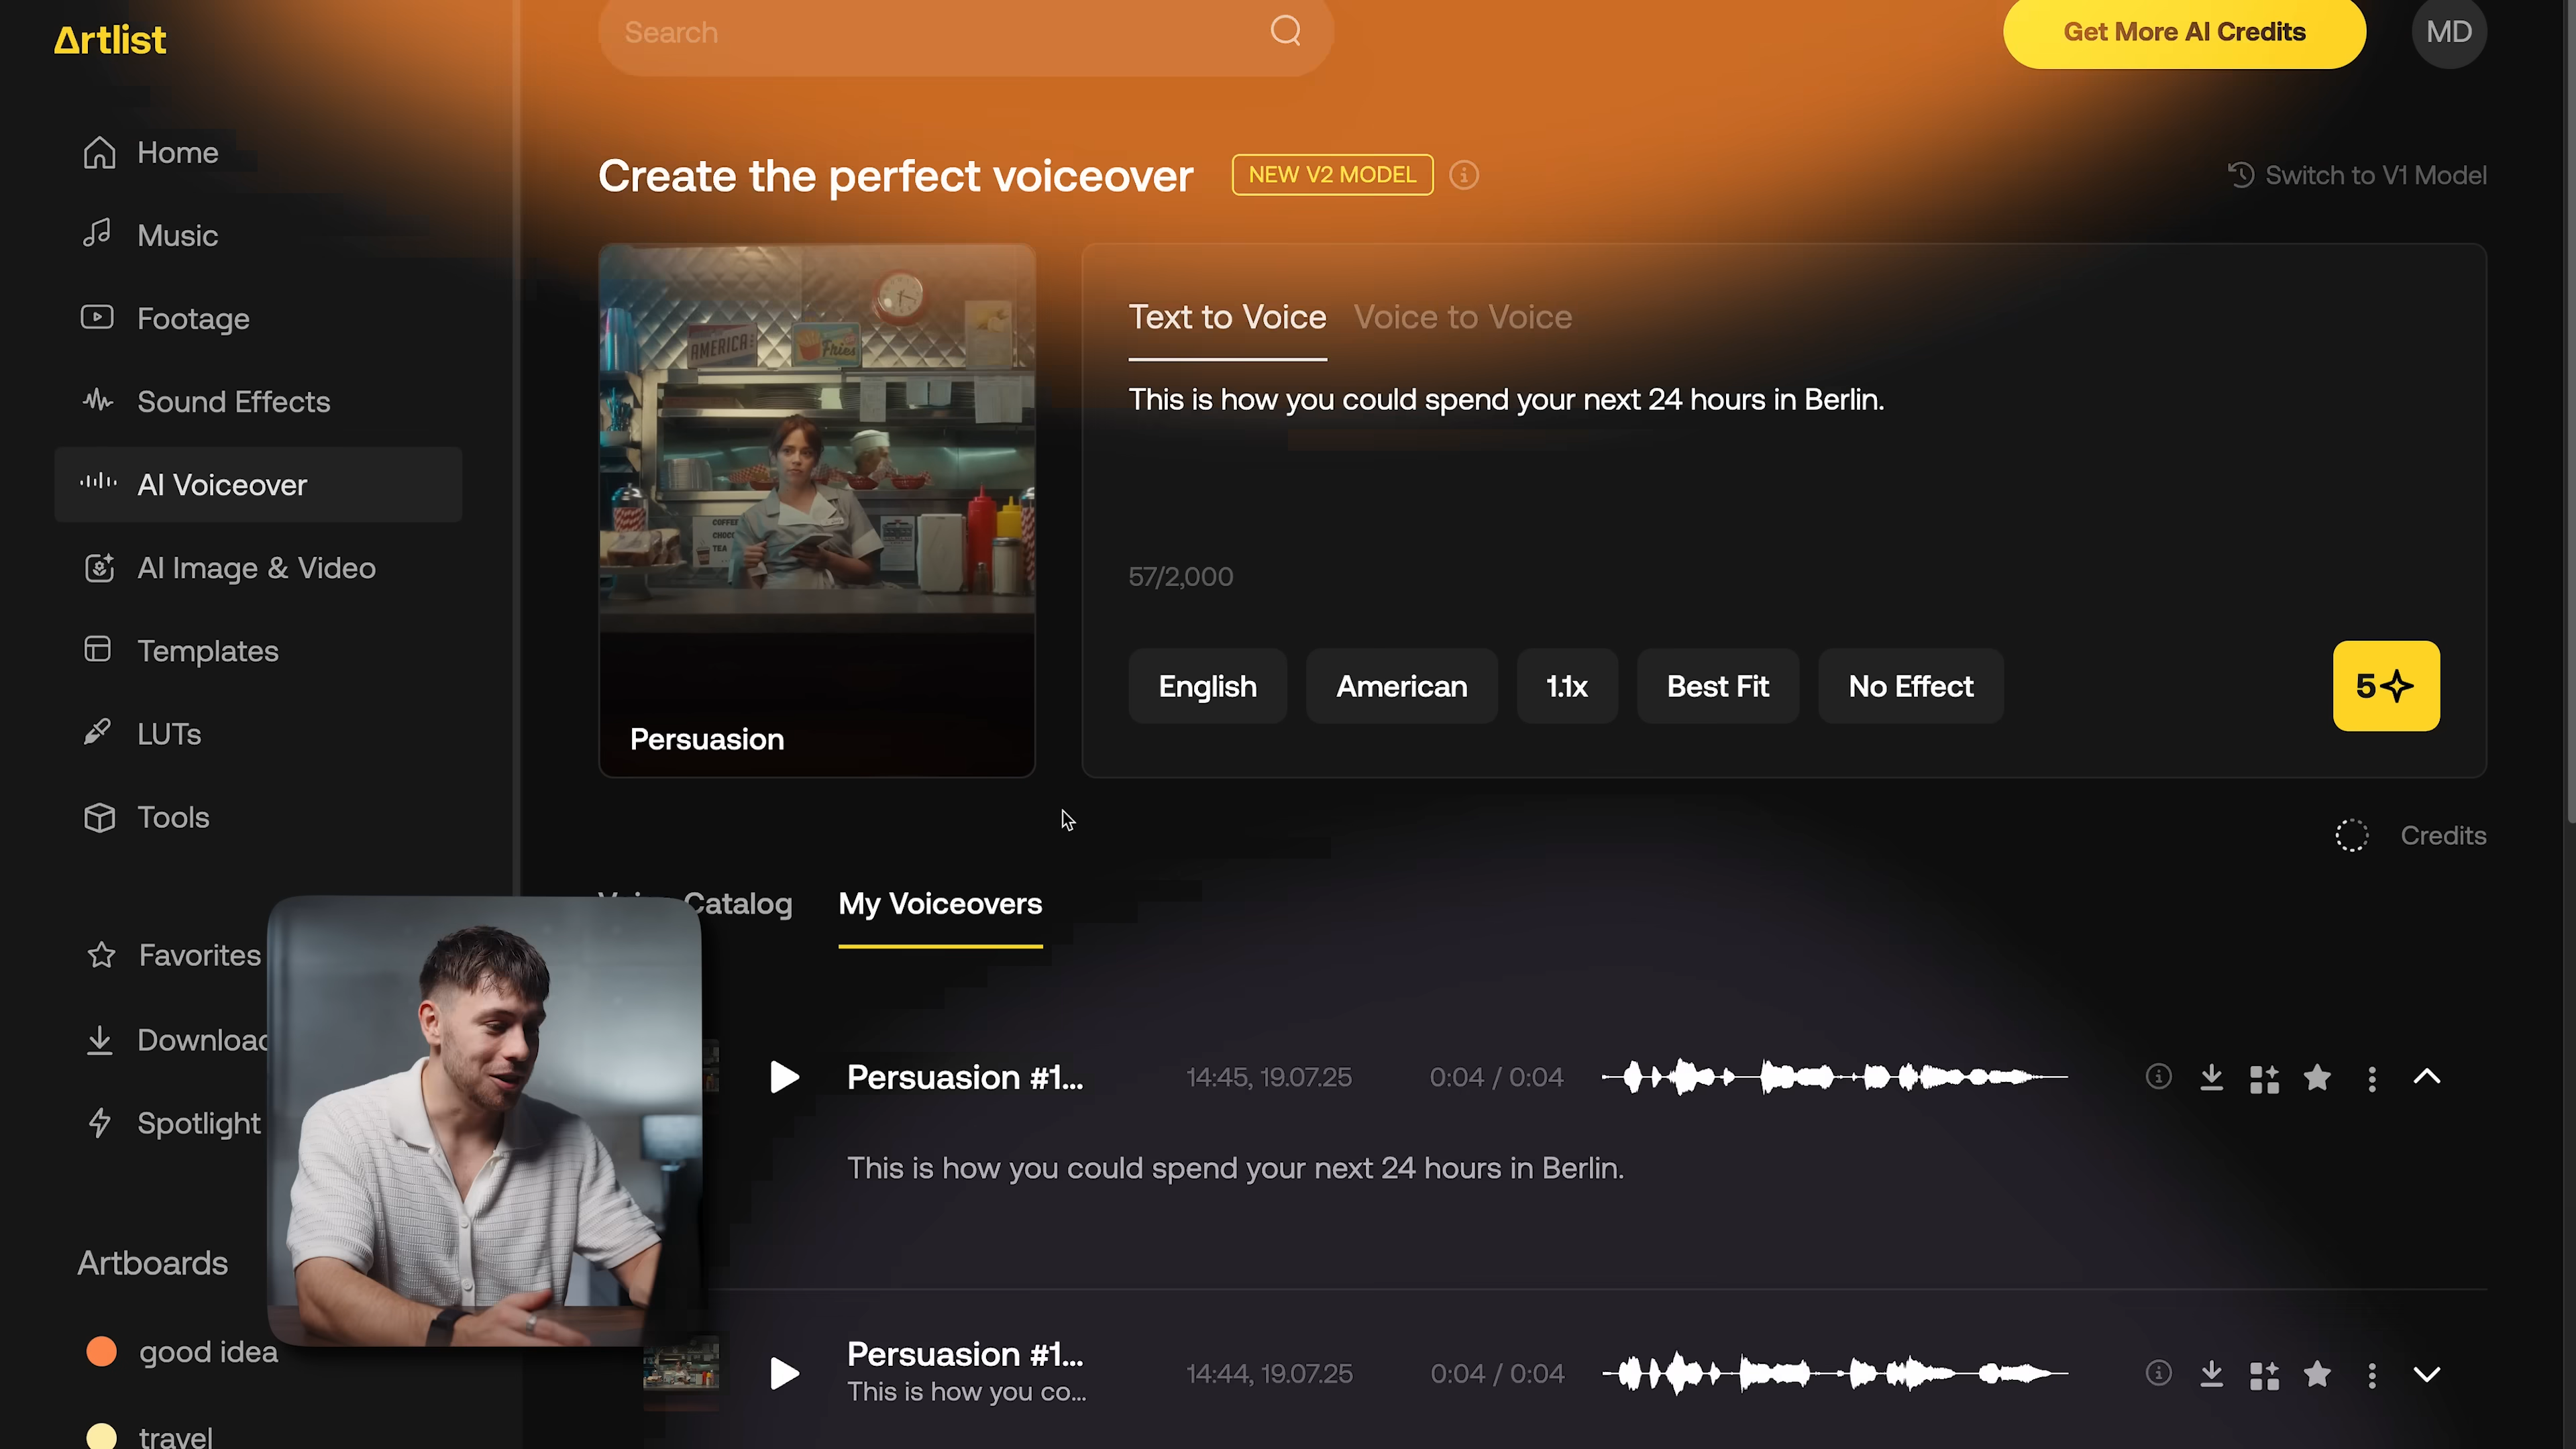 Artlist
Search
Get More AI Credits
MD
Home
Music
Footage
Sound Effects
AI Voiceover
AI Image & Video
Templates
LUTs
Tools
Favorites
Spotlight
Artboards
good idea
travel
Create the perfect voiceover
NEW V2 MODEL
Switch to V1 Model
AMERICA
Fries
COFFEE
TEA
Persuasion
Text to Voice Voice to Voice
This is how you could spend your next 24 hours in Berlin.
57/2,000
English American 1.1x Best Fit No Effect
5
Credits
Catalog My Voiceovers
Persuasion #1... 14:45, 19.07.25 0:04 / 0:04
This is how you could spend your next 24 hours in Berlin.
Persuasion #1... 14:44, 19.07.25 0:04 / 0:04
This is how you co...